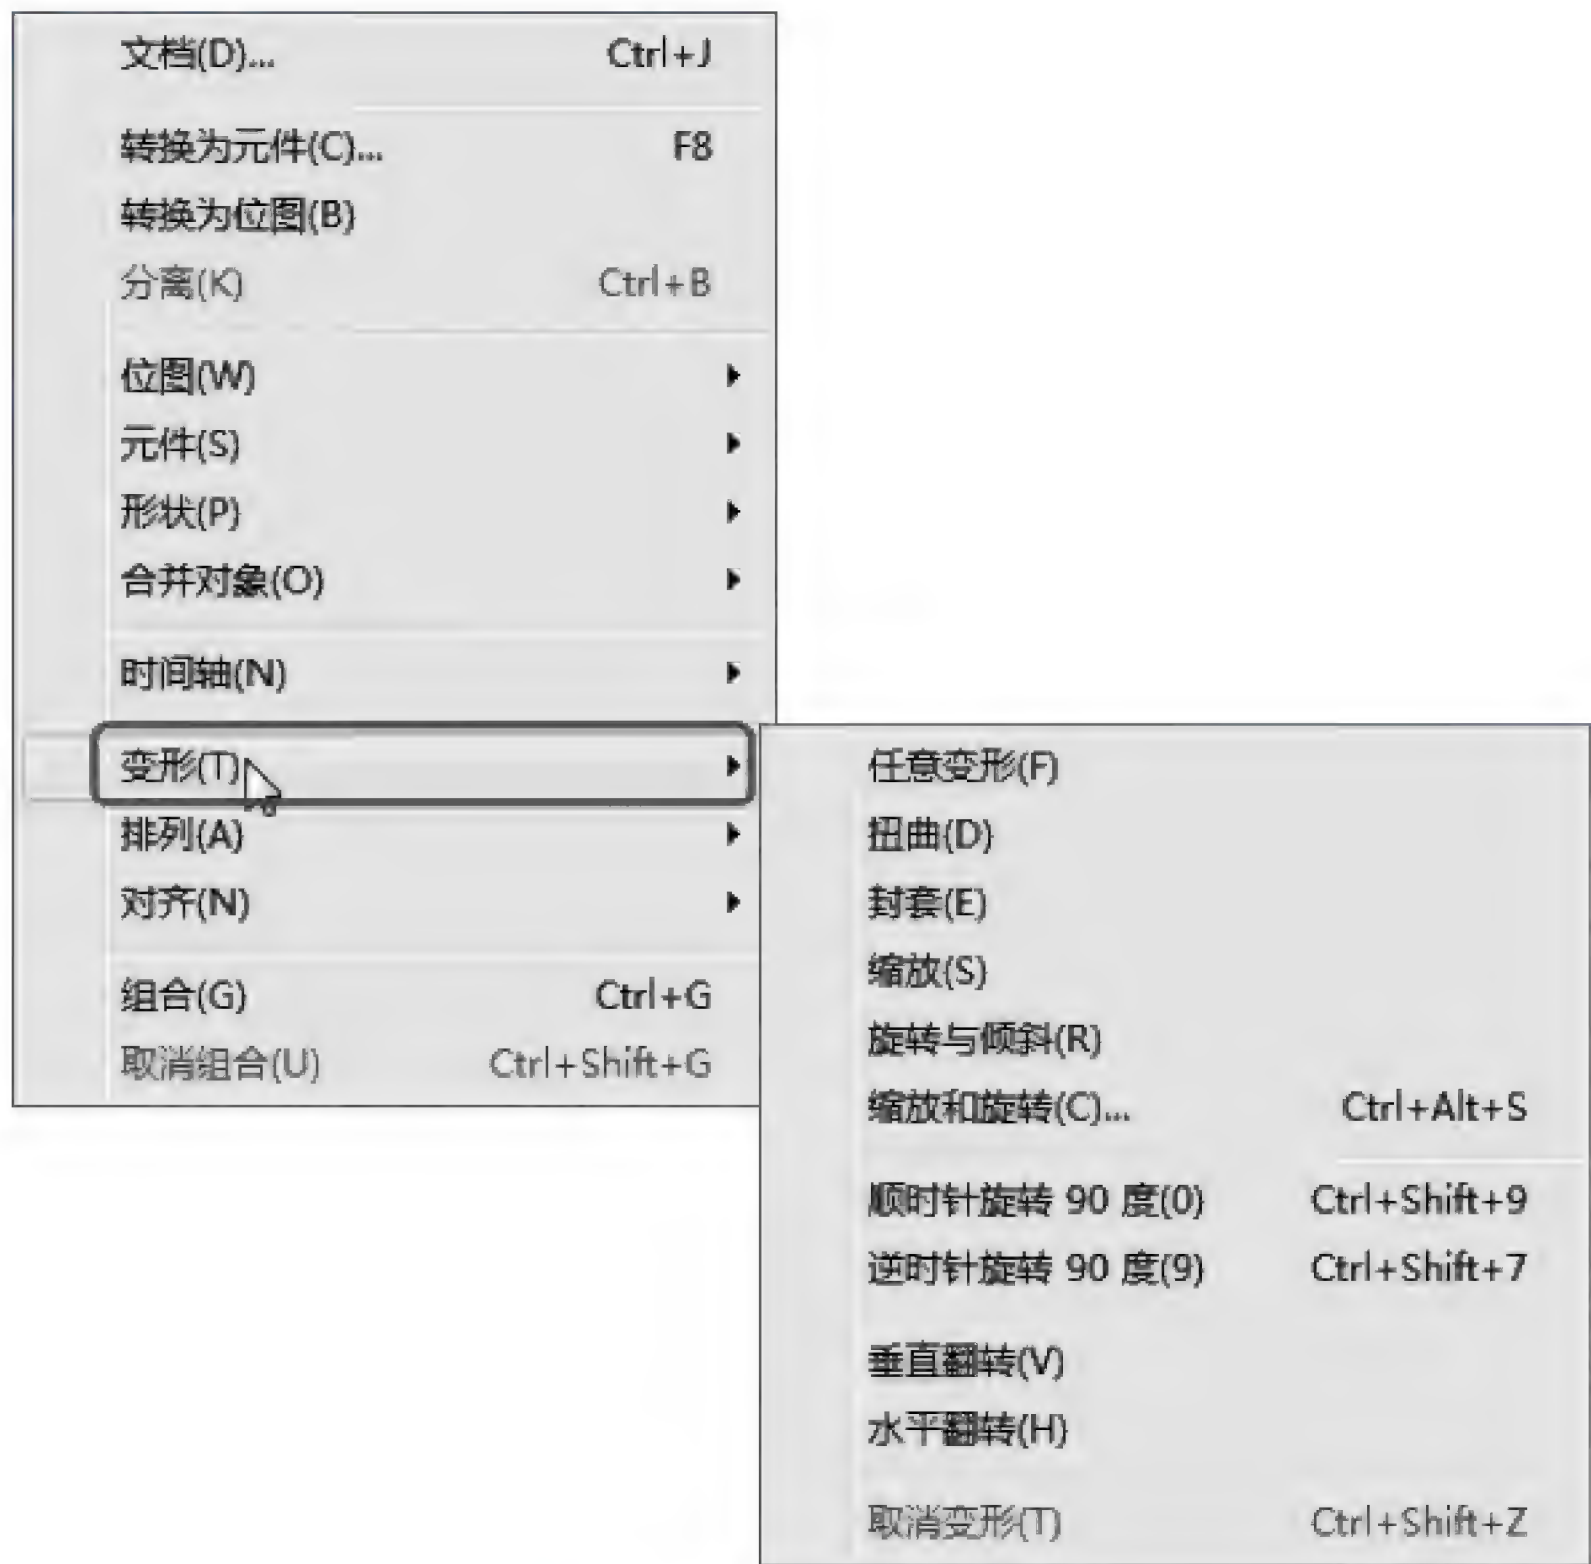 文档(D)... Ctrl+J
转换为元件(C)... F8
转换为位图(B)
分离(K) Ctrl+B
位图(W)
元件(S)
形状(P)
合并对象(O)
时间轴(N)
变形(T)
排列(A)
对齐(N)
组合(G) Ctrl+G
取消组合(U) Ctrl+Shift+G
任意变形(F)
扭曲(D)
封套(E)
缩放(S)
旋转与倾斜(R)
缩放和旋转(C)... Ctrl+Alt+S
顺时针旋转 90 度(0) Ctrl+Shift+9
逆时针旋转 90 度(9) Ctrl+Shift+7
垂直翻转(V)
水平翻转(H)
取消变形(T) Ctrl+Shift+Z